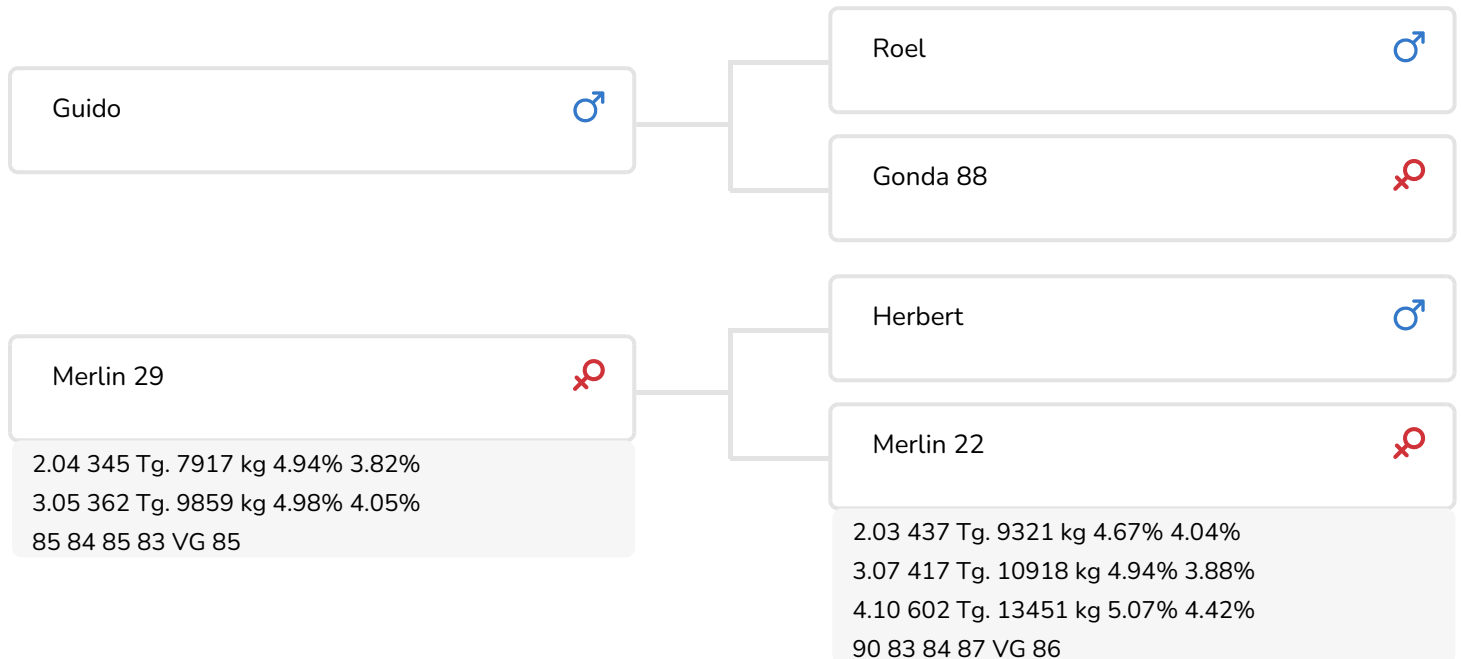 Guido
Roel
Gonda 88
Merlin 29
2.04 345 Tg. 7917 kg 4.94% 3.82%
3.05 362 Tg. 9859 kg 4.98% 4.05%
85 84 85 83 VG 85
Herbert
Merlin 22
2.03 437 Tg. 9321 kg 4.67% 4.04%
3.07 417 Tg. 10918 kg 4.94% 3.88%
4.10 602 Tg. 13451 kg 5.07% 4.42%
90 83 84 87 VG 86